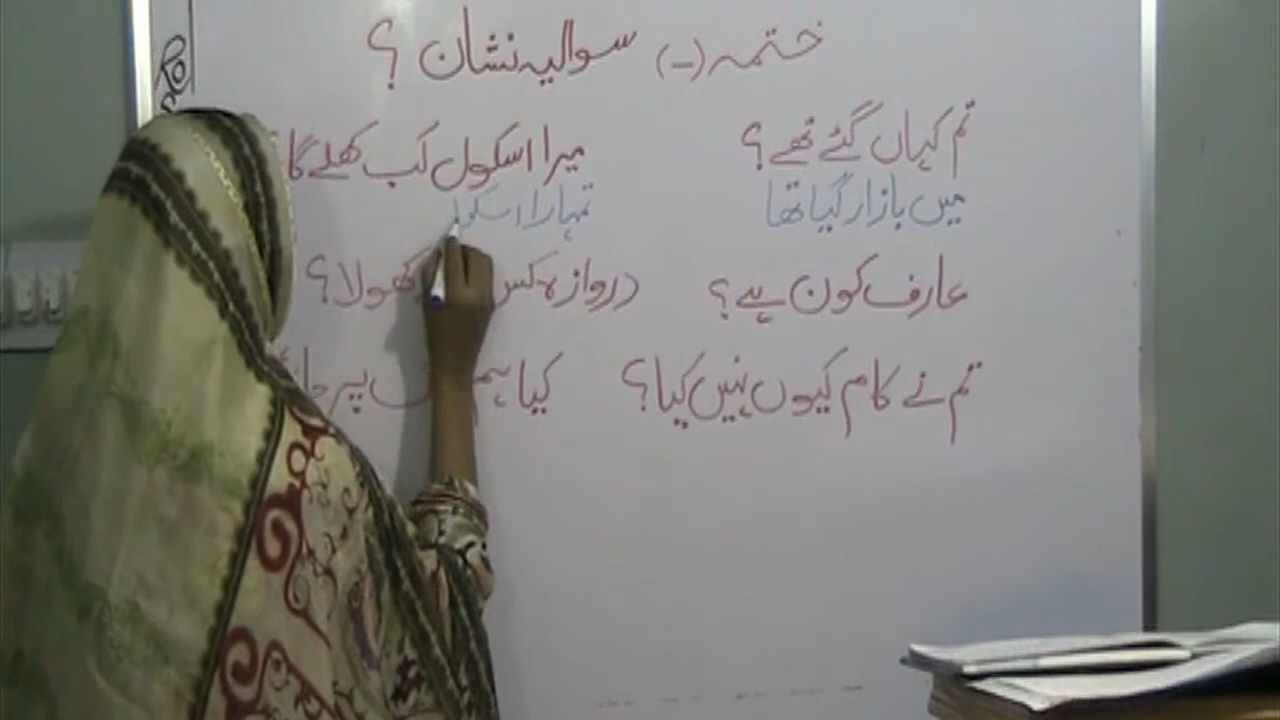 ختمہ (-) سوالیہ نشان ؟
تم کہاں گئے تھے؟ میرا اسکول کب کھلے گا
میں بازار گیا تھا تمہارا اسکول
عارف کون ہے؟ دروازہ کس کھولا؟
تم نے کام کیوں نہیں کیا؟ کیا ہم پر